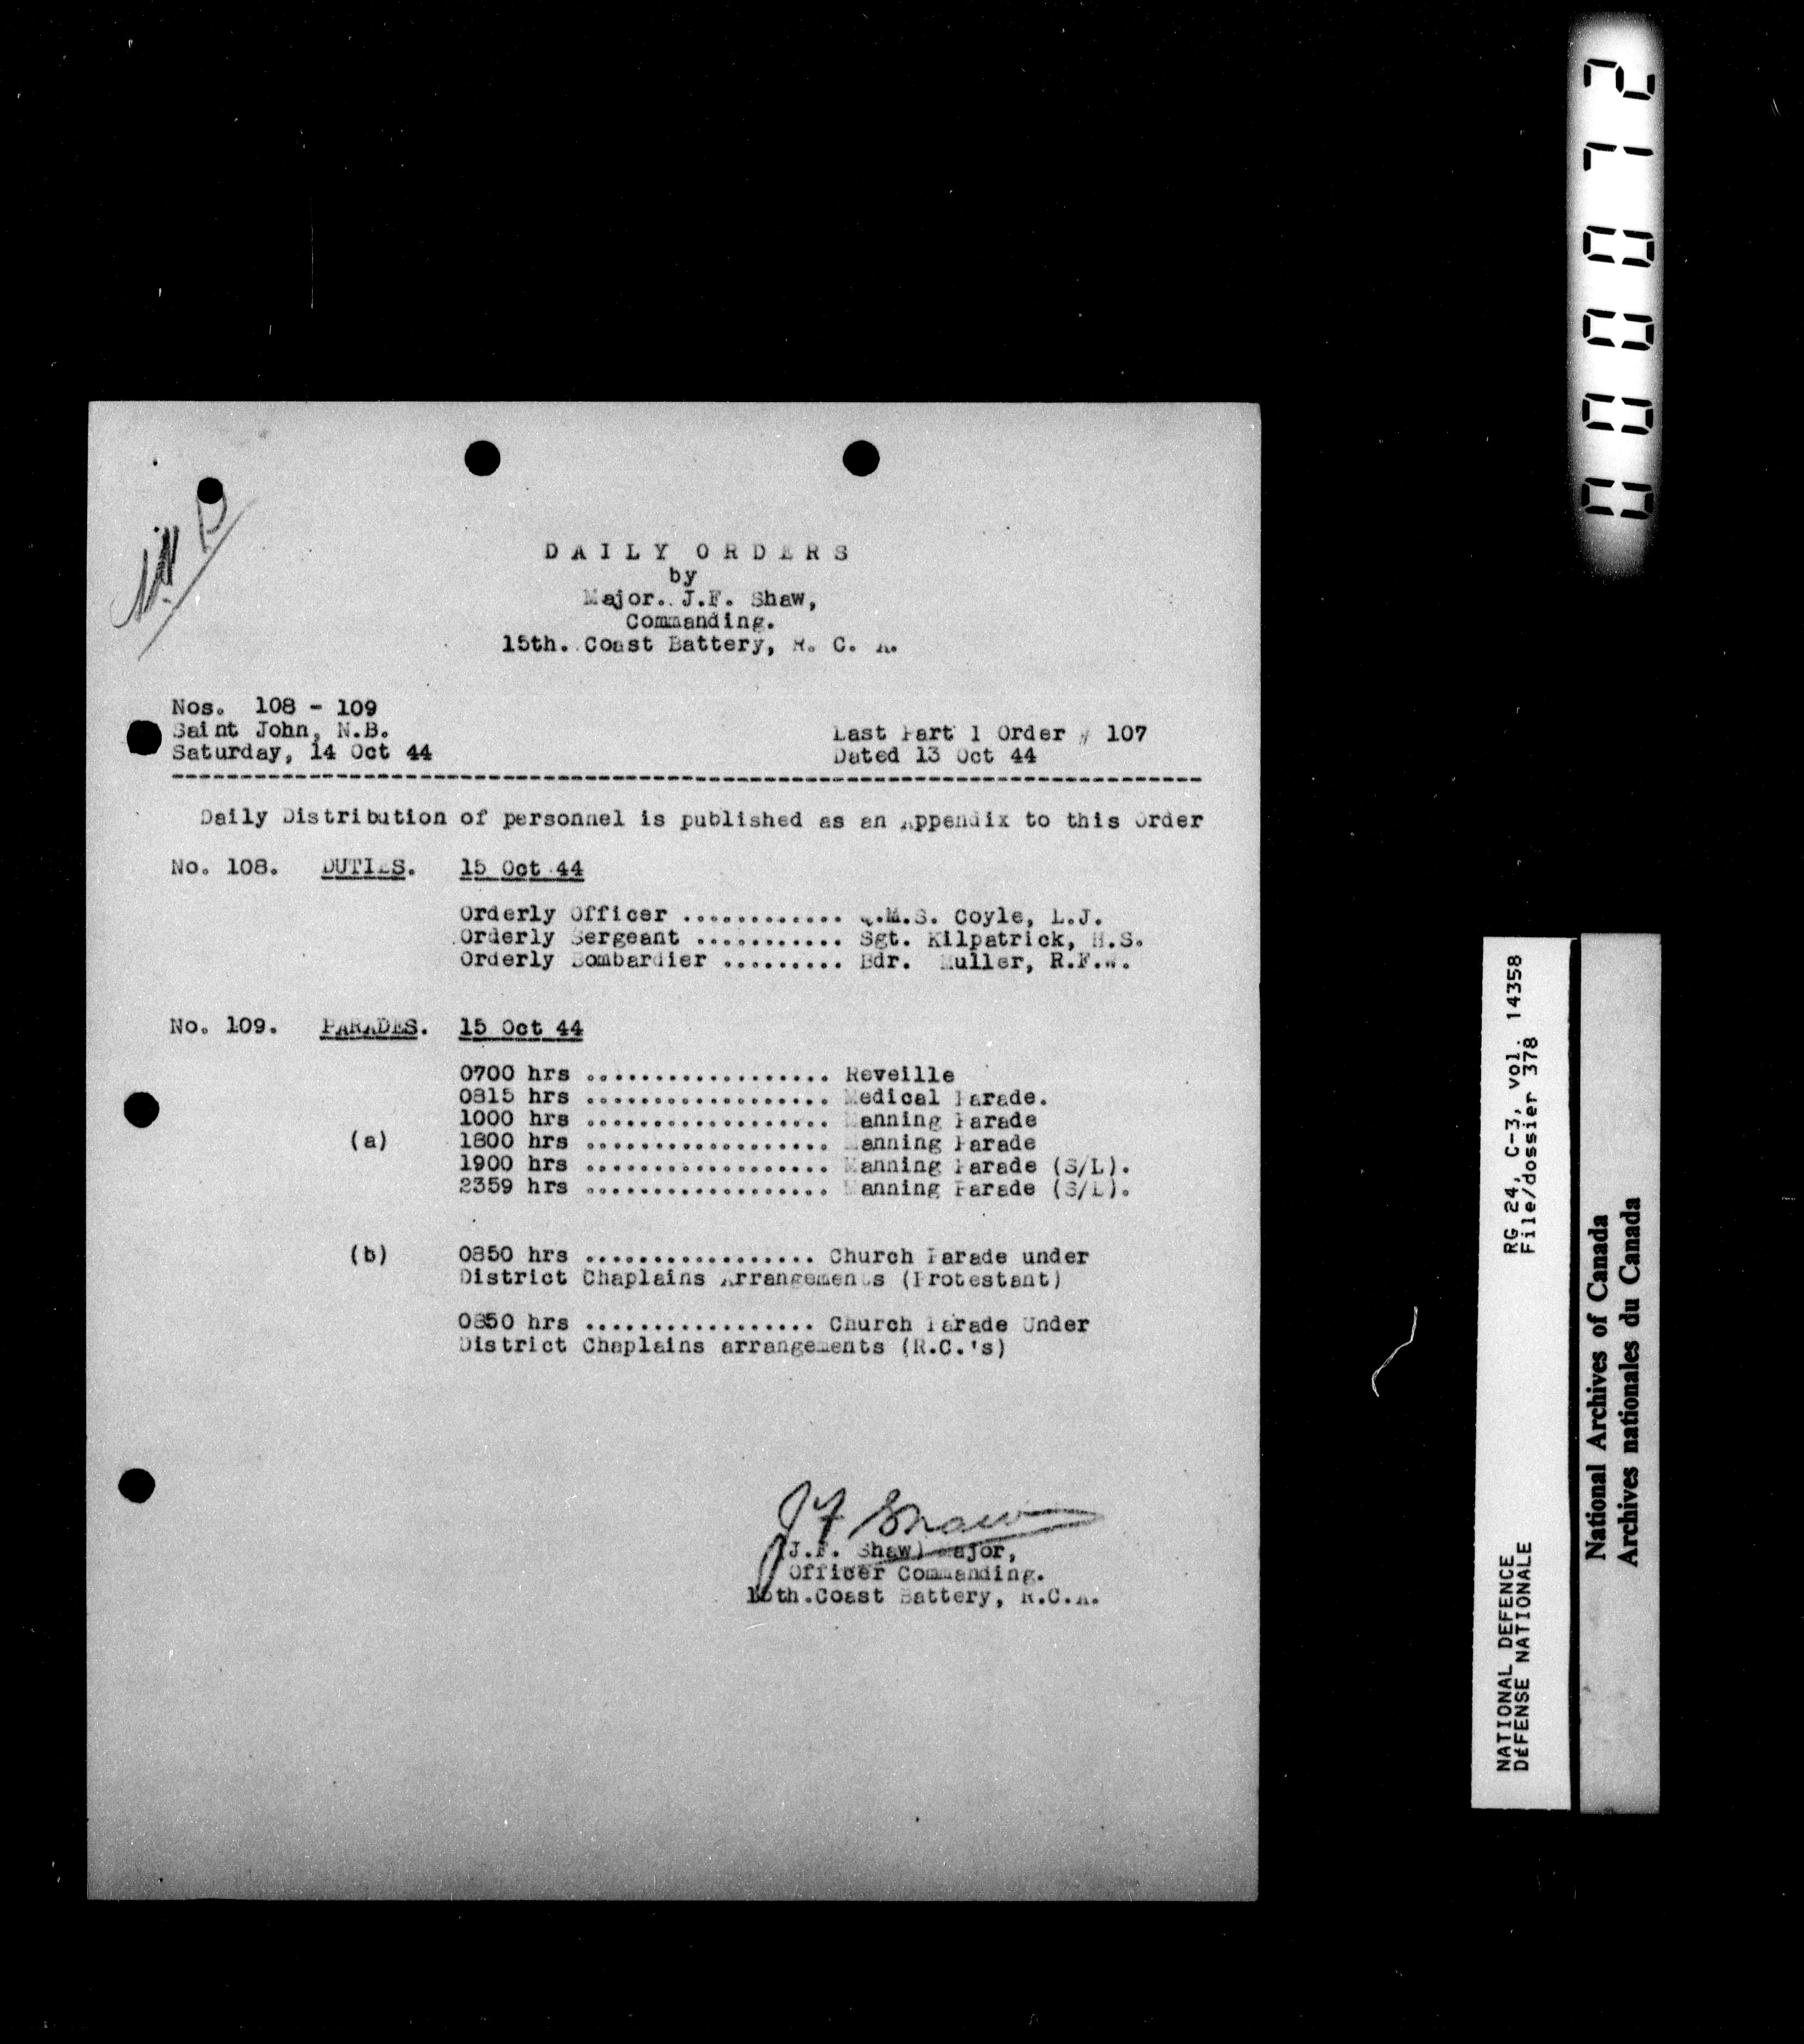 DAILY ORDERS
by
Major. J.F. Shaw,
Commanding.
15th. Coast Battery, R. C. A.
Nos. 108 - 109
Saint John, N.B.
Saturday, 14 Oct 44
Last Part 1 Order # 107
Dated 13 Oct 44
Daily Distribution of personnel is published as an Appendix to this Order
No. 108. DUTIES. 15 Oct 44
Orderly Officer ............ Q.M.S. Coyle, L.J.
Orderly Sergeant ........... Sgt. Kilpatrick, H.S.
Orderly Bombardier ......... Bdr. Muller, R.F.W.
No. 109. PARADES. 15 Oct 44
0700 hrs .................. Reveille
0815 hrs .................. Medical Parade.
1000 hrs .................. Manning Parade
(a) 1800 hrs .................. Manning Parade
1900 hrs .................. Manning Parade (S/L).
2359 hrs .................. Manning Parade (S/L).
(b) 0850 hrs ................. Church Parade under
District Chaplains Arrangements (Protestant)
0850 hrs ................. Church Parade Under
District Chaplains arrangements (R.C.'s)
J F Shaw
(J.F. Shaw) Major,
Officer Commanding.
15th.Coast Battery, R.C.A.
000072
RG 24, C-3, vol. 14358
File/dossier 378
NATIONAL DEFENCE
DÉFENSE NATIONALE
National Archives of Canada
Archives nationales du Canada